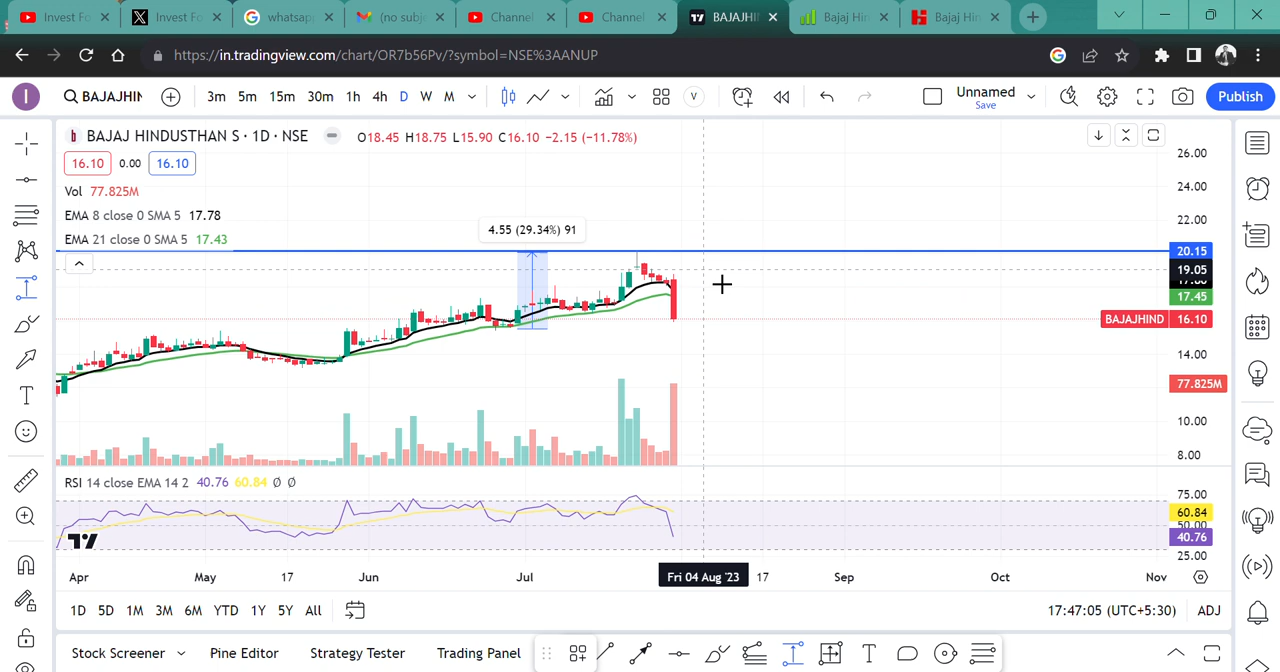 Invest Fo
Invest Fo
whatsap
(no subj
Channel
Channel
BAJAJHI
Bajaj Hin
Bajaj Hin
https://in.tradingview.com/chart/OR7b56Pv/?symbol=NSE%3AANUP
I
BAJAJHIN
3m 5m 15m 30m 1h 4h D W M
V
Unnamed
Save
Publish
BAJAJ HINDUSTHAN S · 1D · NSE
O18.45 H18.75 L15.90 C16.10 −2.15 (−11.78%)
16.10 0.00 16.10
Vol 77.825M
EMA 8 close 0 SMA 5 17.78
EMA 21 close 0 SMA 5 17.43
4.55 (29.34%) 91
26.00
24.00
22.00
20.15
19.05
17.45
BAJAJHIND 16.10
14.00
77.825M
10.00
8.00
RSI 14 close EMA 14 2 40.76 60.84 Ø Ø
75.00
60.84
50.00
40.76
25.00
Apr May 17 Jun Jul Fri 04 Aug '23 17 Sep Oct Nov
1D 5D 1M 3M 6M YTD 1Y 5Y All
17:47:05 (UTC+5:30) ADJ
Stock Screener Pine Editor Strategy Tester Trading Panel
T